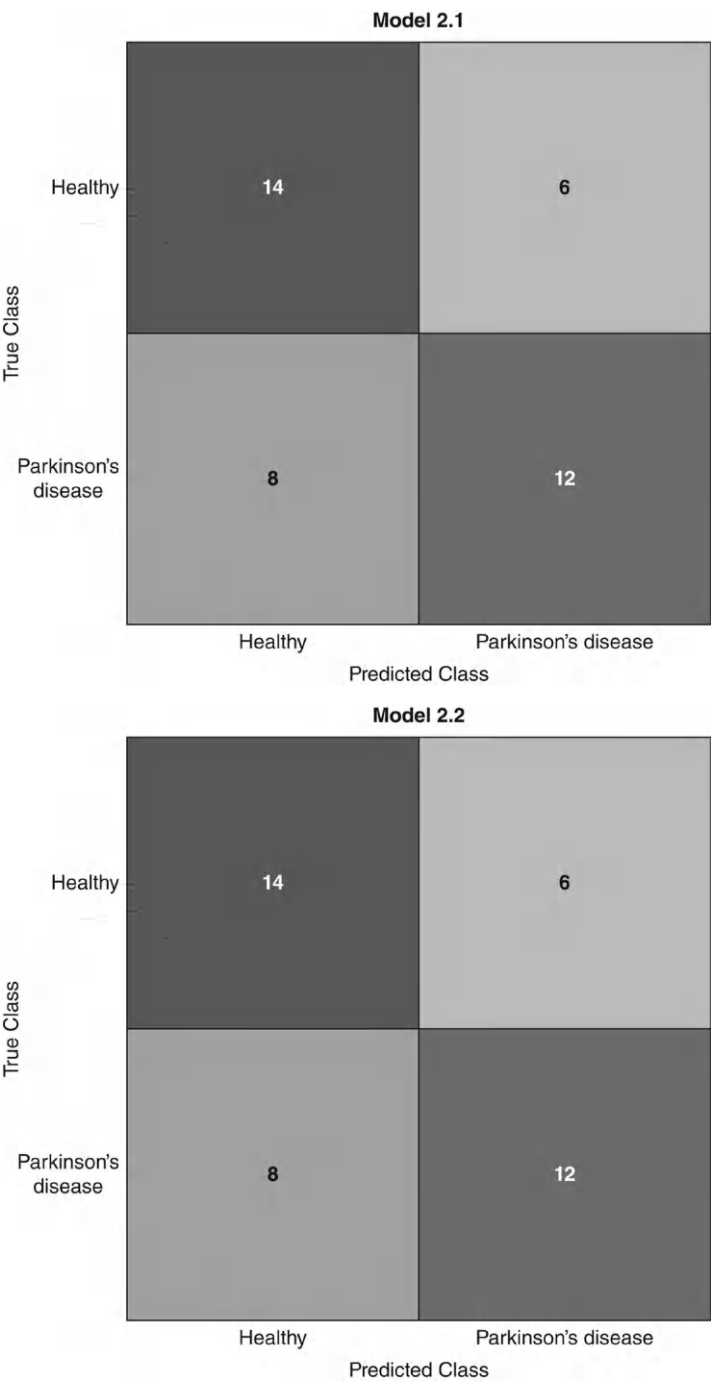 Model 2.1
True Class
Healthy
14
6
Parkinson's
disease
8
12
Healthy
Parkinson's disease
Predicted Class
Model 2.2
True Class
Healthy
14
6
Parkinson's
disease
8
12
Healthy
Parkinson's disease
Predicted Class